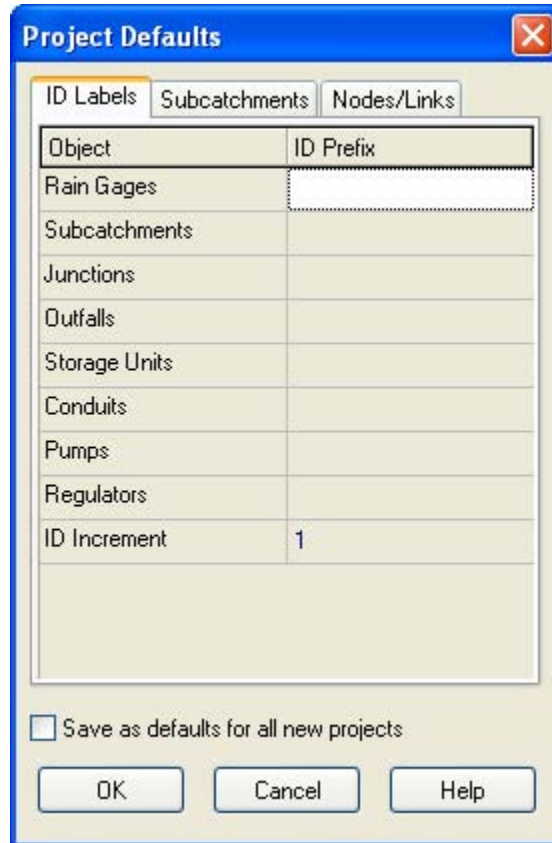 Project Defaults
ID Labels Subcatchments Nodes/Links
Object ID Prefix
Rain Gages
Subcatchments
Junctions
Outfalls
Storage Units
Conduits
Pumps
Regulators
ID Increment 1
Save as defaults for all new projects
OK Cancel Help